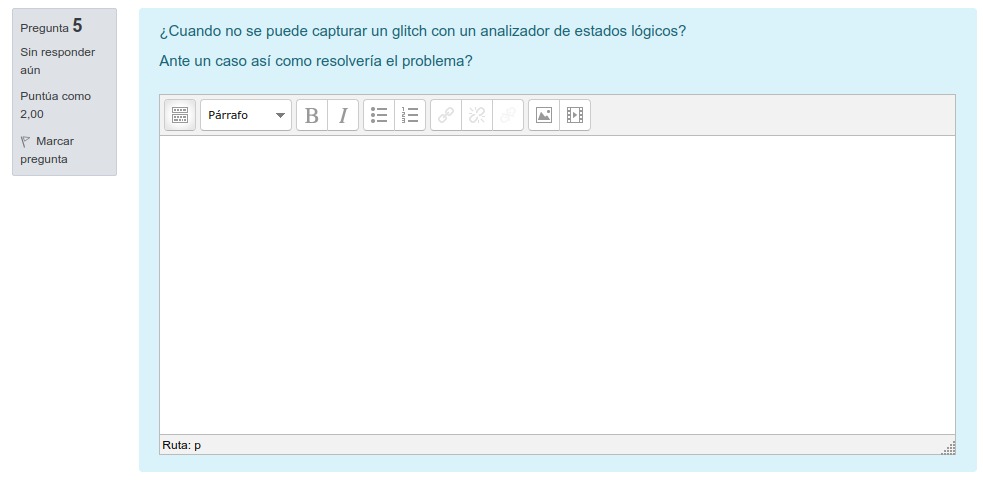 Pregunta 5
Sin responder
aún
Puntúa como
2,00
Marcar
pregunta
¿Cuando no se puede capturar un glitch con un analizador de estados lógicos?
Ante un caso así como resolvería el problema?
Párrafo
B I
Ruta: p